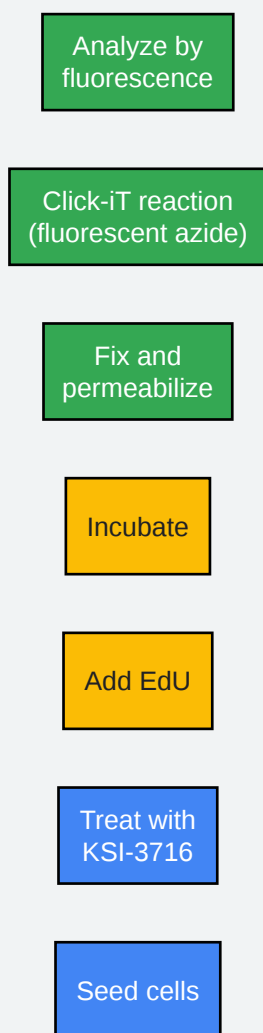 Analyze by
fluorescence
Click-iT reaction
(fluorescent azide)
Fix and
permeabilize
Incubate
Add EdU
Treat with
KSI-3716
Seed cells